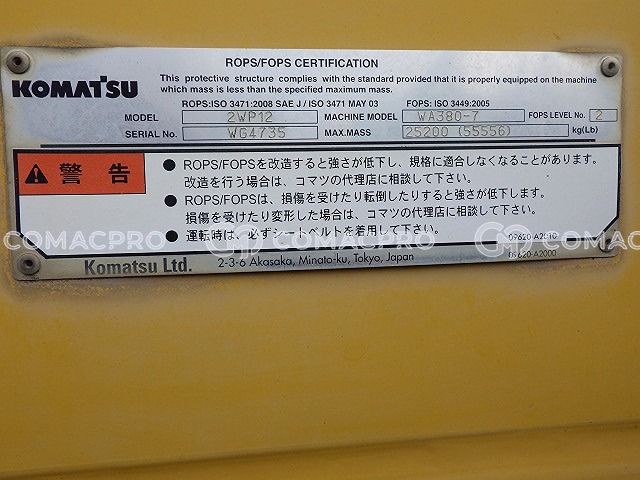 ROPS/FOPS CERTIFICATION
KOMATSU
This protective structure complies with the standard provided that it is properly equipped on the machine
which mass is less than the specified maximum mass.
ROPS:ISO 3471:2008 SAE J / ISO 3471 MAY 03 FOPS: ISO 3449:2005
MODEL 2WP12 MACHINE MODEL WA380-7 FOPS LEVEL No. 2
SERIAL No. WG4735 MAX.MASS 25200 (55556) kg(Lb)
警告
● ROPS/FOPSを改造すると強さが低下し、規格に適合しなくなることがあります。
改造を行う場合は、コマツの代理店に相談して下さい。
● ROPS/FOPSは、損傷を受けたり転倒したりすると強さが低下します。
損傷を受けたり変形した場合は、コマツの代理店に相談して下さい。
● 運転時は、必ずシートベルトを着用して下さい。
09620-A2010
Komatsu Ltd. 2-3-6 Akasaka, Minato-ku, Tokyo, Japan 09620-A2000
COMACPRO COMACPRO